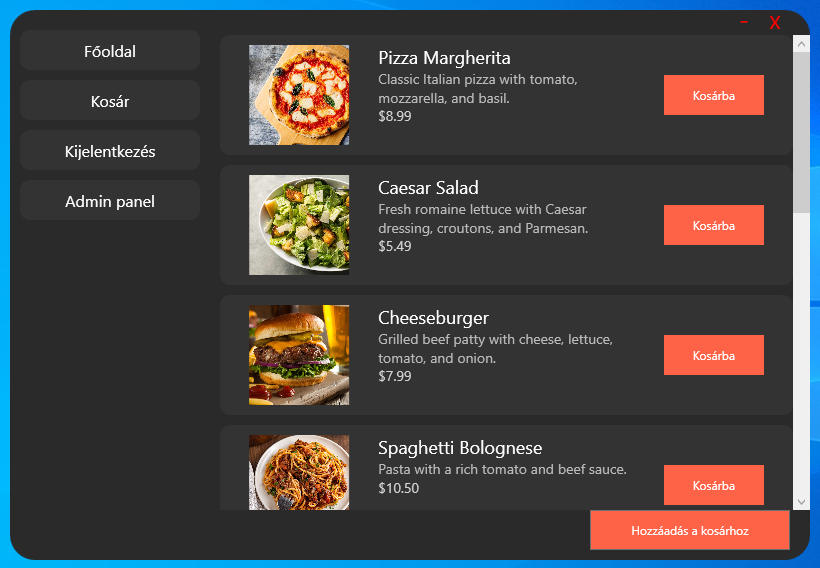 – X
Főoldal
Kosár
Kijelentkezés
Admin panel
Pizza Margherita
Classic Italian pizza with tomato,
mozzarella, and basil.
$8.99
Kosárba
Caesar Salad
Fresh romaine lettuce with Caesar
dressing, croutons, and Parmesan.
$5.49
Kosárba
Cheeseburger
Grilled beef patty with cheese, lettuce,
tomato, and onion.
$7.99
Kosárba
Spaghetti Bolognese
Pasta with a rich tomato and beef sauce.
$10.50
Kosárba
Hozzáadás a kosárhoz